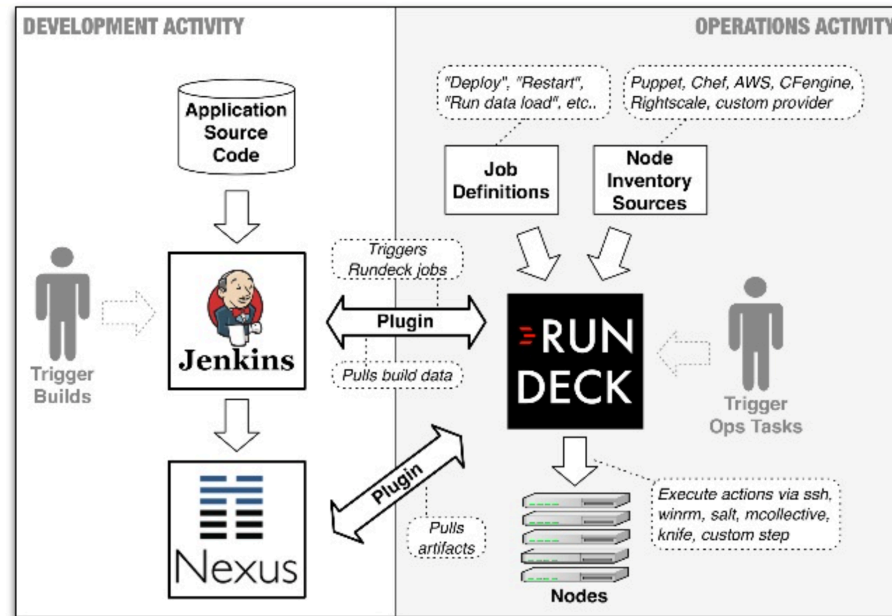 DEVELOPMENT ACTIVITY
OPERATIONS ACTIVITY
Application
Source
Code
"Deploy", "Restart",
"Run data load", etc..
Puppet, Chef, AWS, CFengine,
Rightscale, custom provider
Job
Definitions
Node
Inventory
Sources
Trigger
Builds
Jenkins
Triggers
Rundeck jobs
Plugin
Pulls build data
RUN
DECK
Trigger
Ops Tasks
Nexus
Plugin
Pulls
artifacts
Execute actions via ssh,
winrm, salt, mcollective,
knife, custom step
Nodes